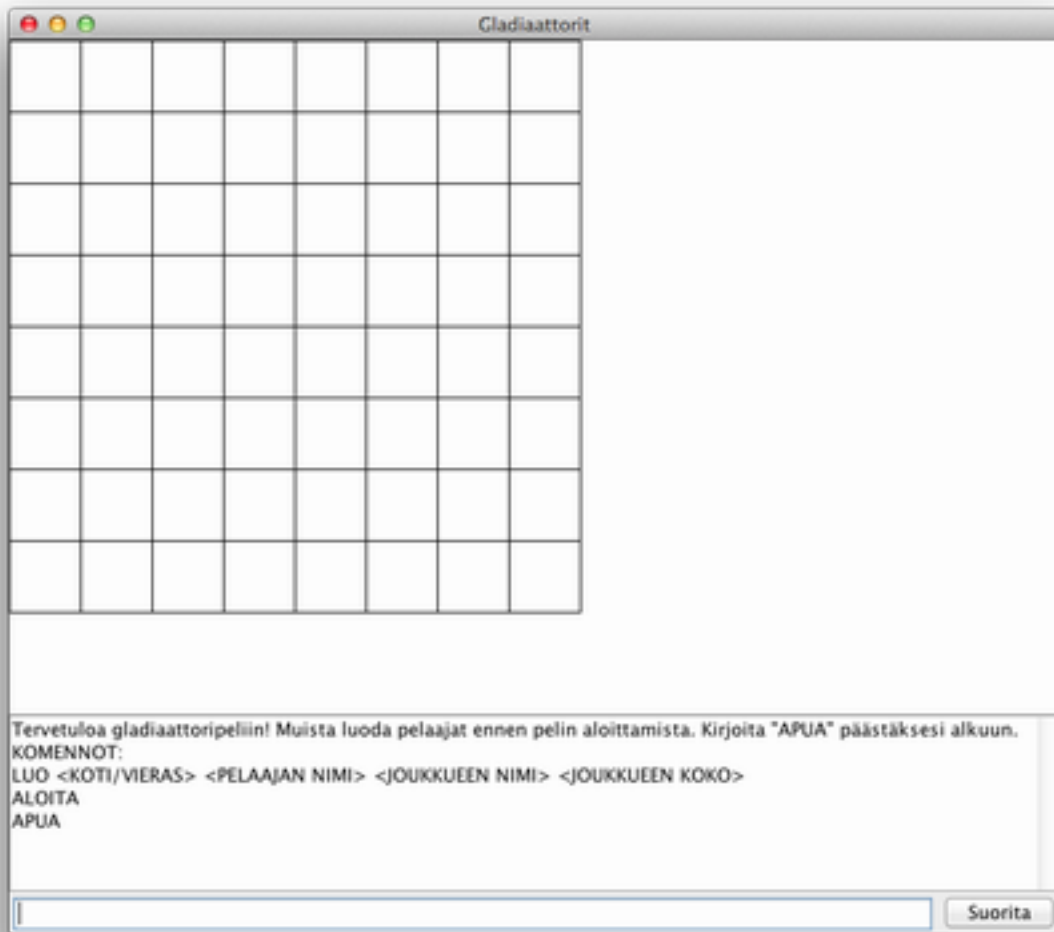 Gladiaattorit
Tervetuloa gladiaattoripeliin! Muista luoda pelaajat ennen pelin aloittamista. Kirjoita "APUA" päästäksesi alkuun.
KOMENNOT:
LUO <KOTI/VIERAS> <PELAAJAN NIMI> <JOUKKUEEN NIMI> <JOUKKUEEN KOKO>
ALOITA
APUA
Suorita